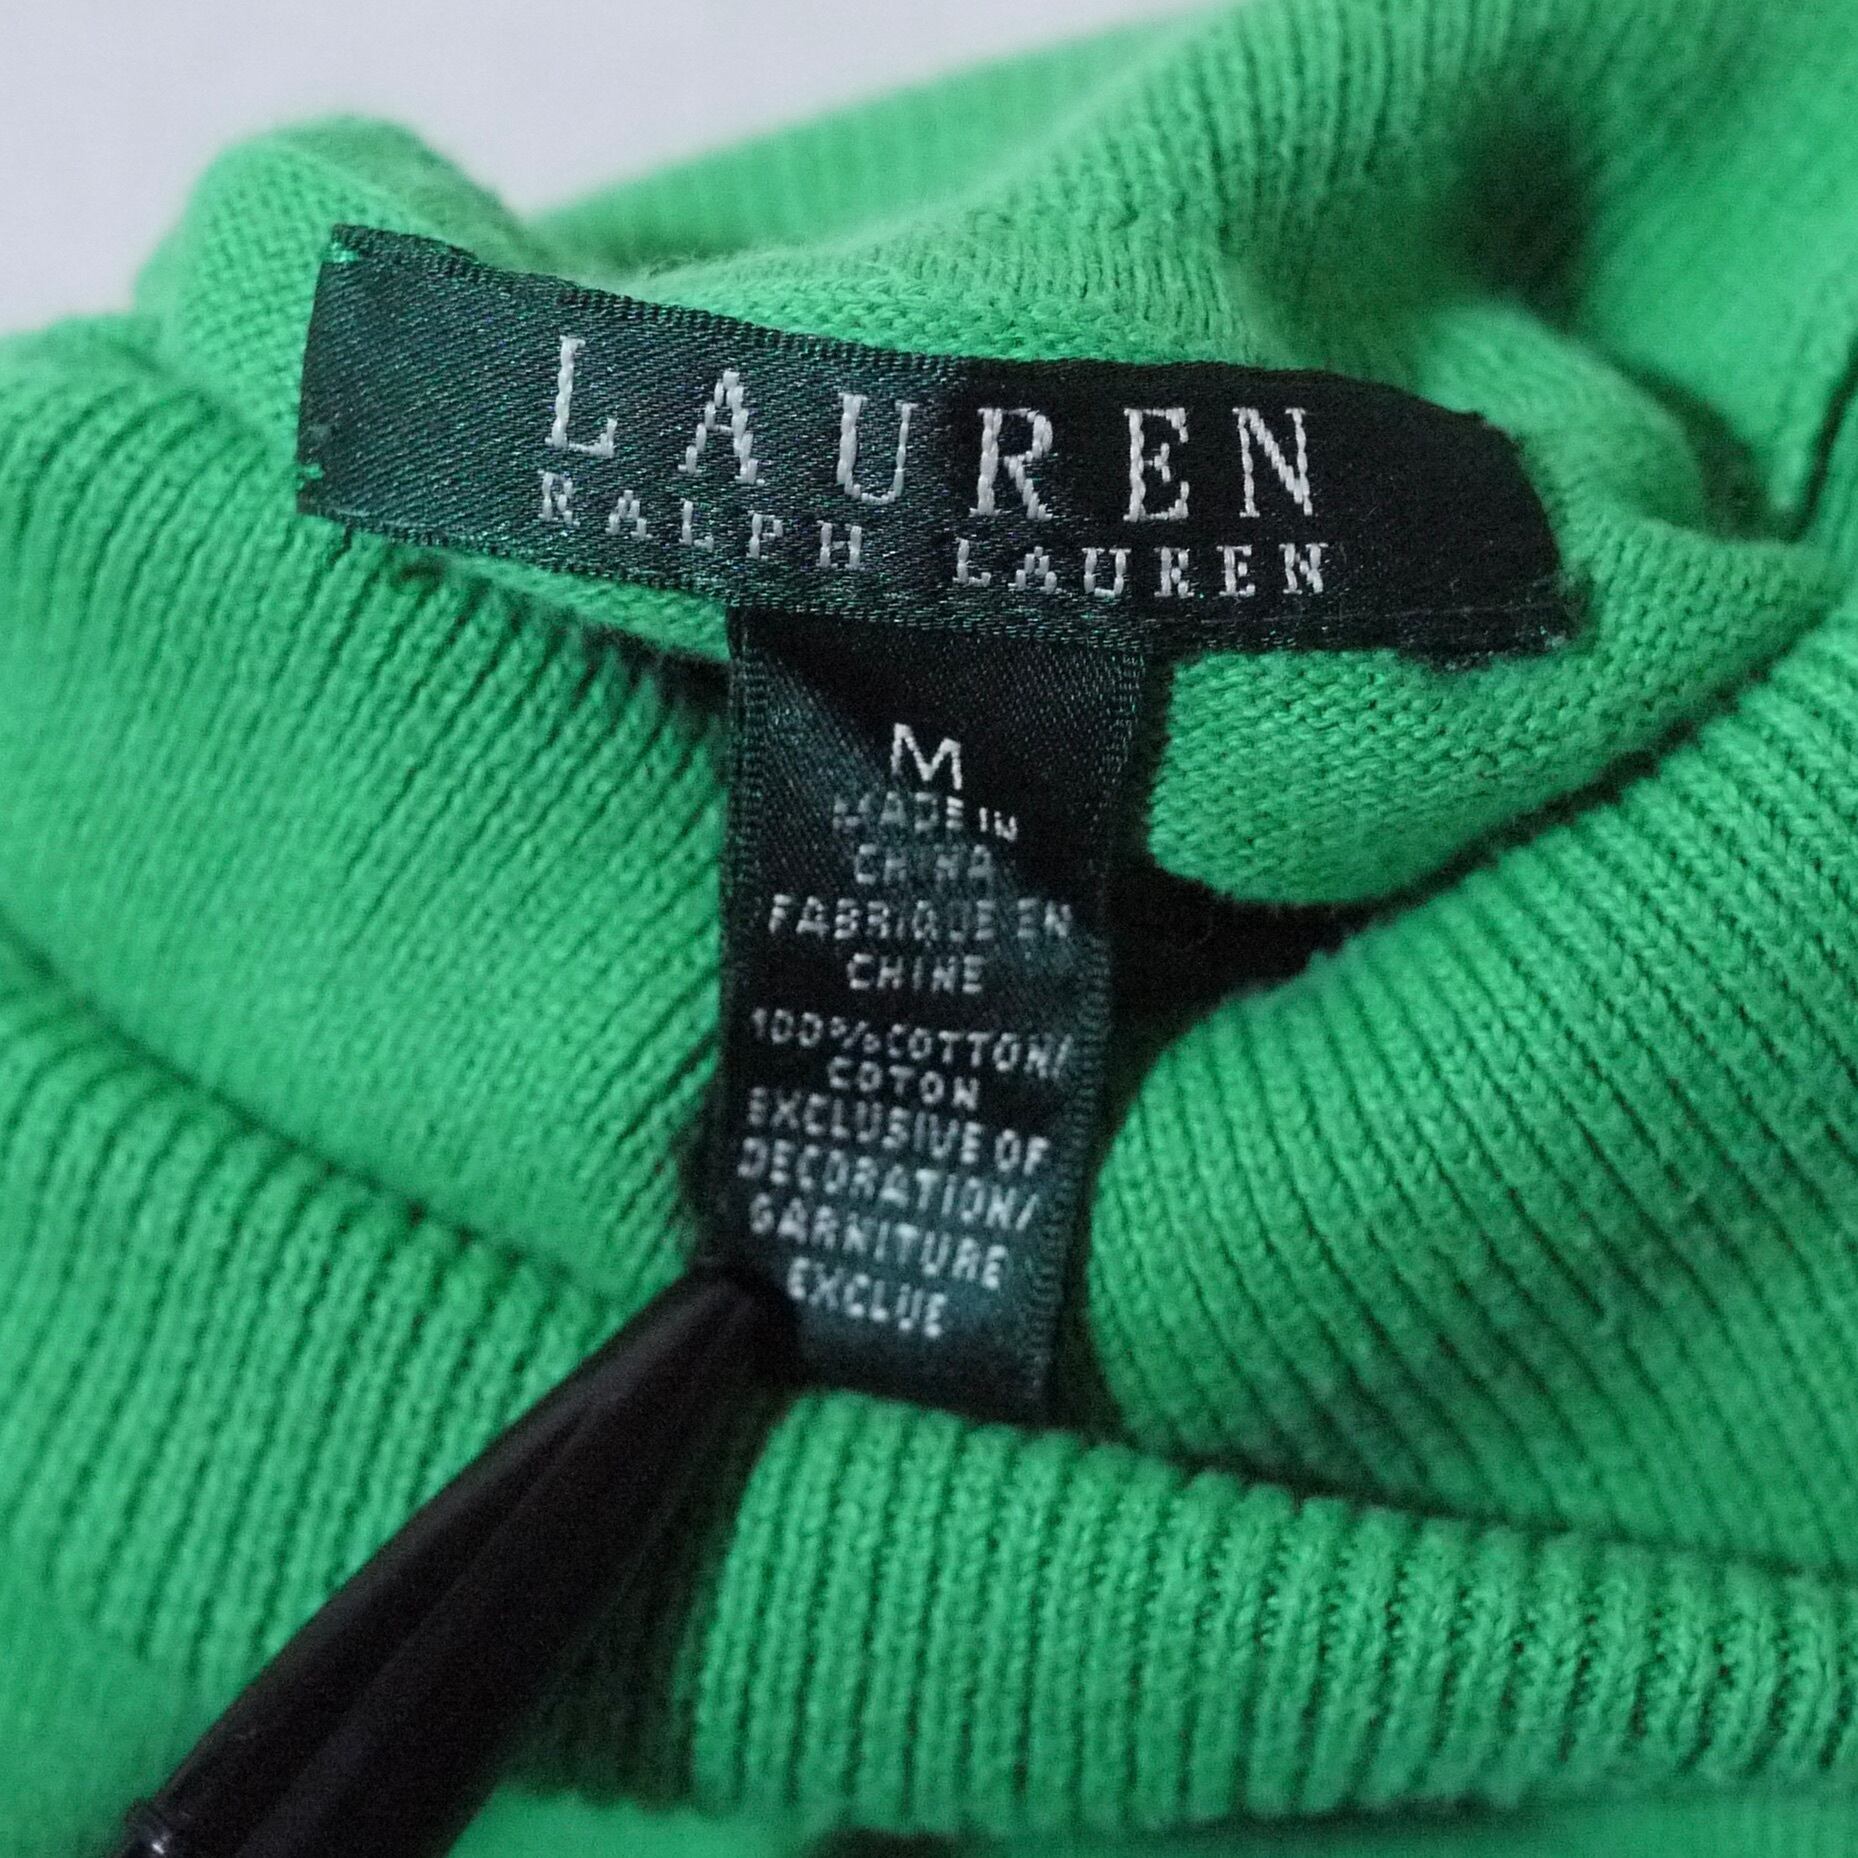 LAUREN
RALPH LAUREN
M
MADE IN
CHINA
FABRIQUE EN
CHINE
100% COTTON/
COTON
EXCLUSIVE OF
DECORATION/
GARNITURE
EXCLUE